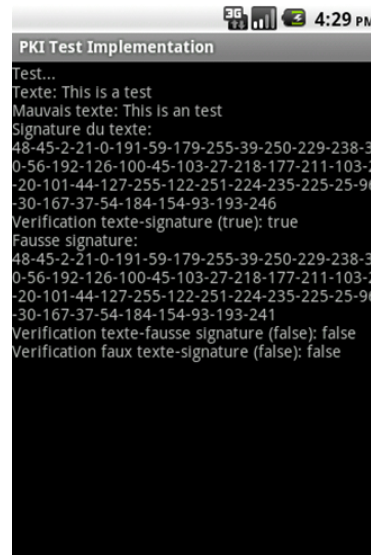 3G 4:29 PM
PKI Test Implementation
Test...
Texte: This is a test
Mauvais texte: This is an test
Signature du texte:
48-45-2-21-0-191-59-179-255-39-250-229-238-3
0-56-192-126-100-45-103-27-218-177-211-103-2
-20-101-44-127-255-122-251-224-235-225-25-96
-30-167-37-54-184-154-93-193-246
Verification texte-signature (true): true
Fausse signature:
48-45-2-21-0-191-59-179-255-39-250-229-238-3
0-56-192-126-100-45-103-27-218-177-211-103-2
-20-101-44-127-255-122-251-224-235-225-25-96
-30-167-37-54-184-154-93-193-241
Verification texte-fausse signature (false): false
Verification faux texte-signature (false): false